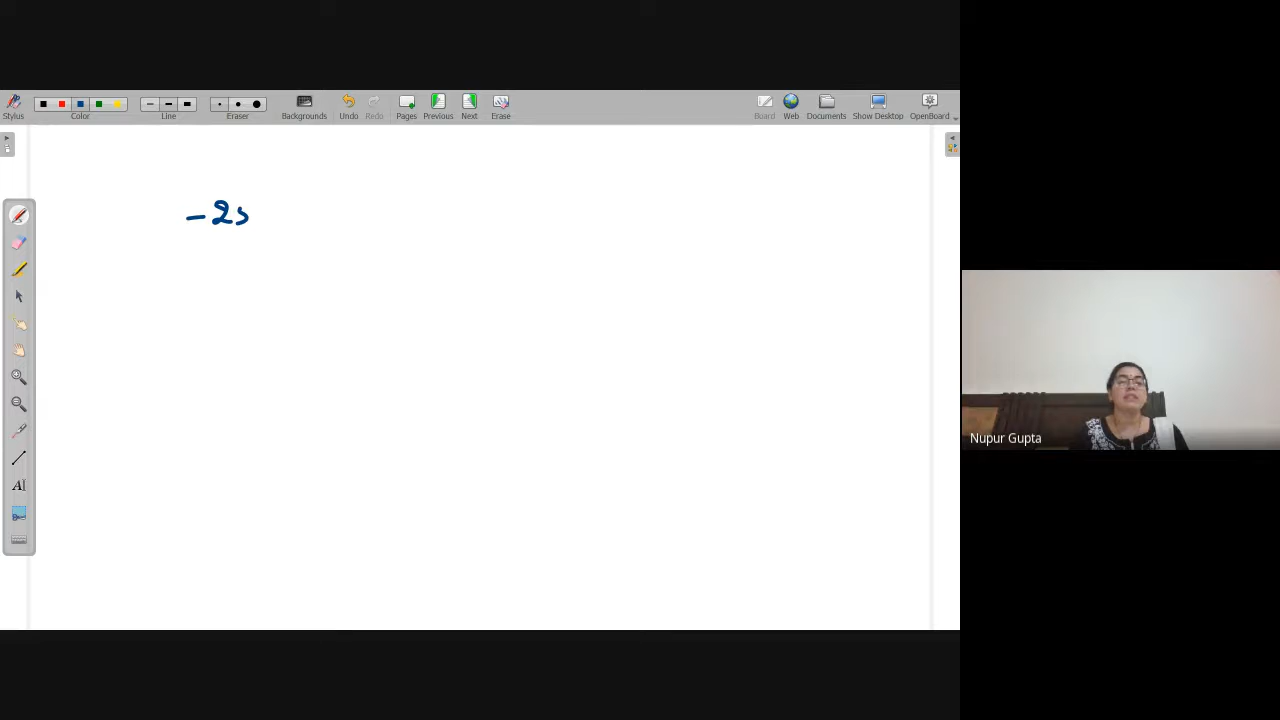 Stylus
Color
Line
Eraser
Backgrounds
Undo
Redo
Pages
Previous
Next
Erase
Board
Web
Documents
Show Desktop
OpenBoard
-2
Nupur Gupta